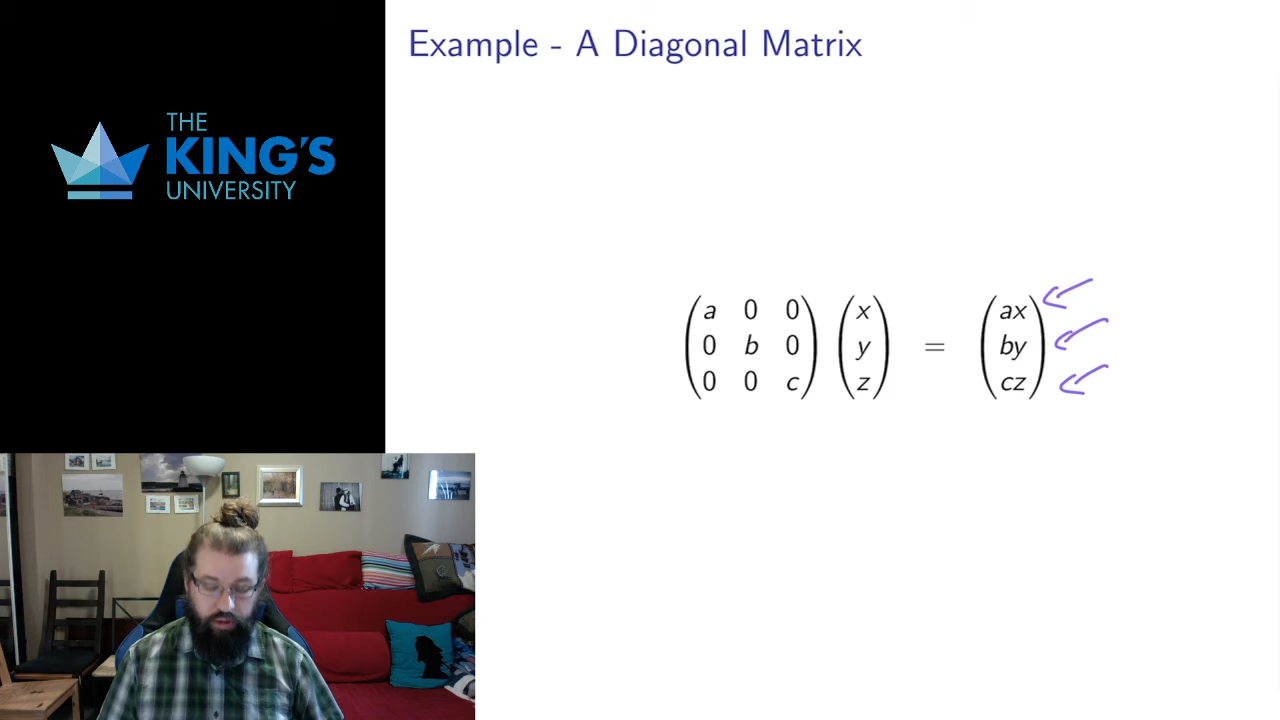 THE
KING'S
UNIVERSITY
Example - A Diagonal Matrix
a 0 0 x ax
0 b 0 y = by
0 0 c z cz